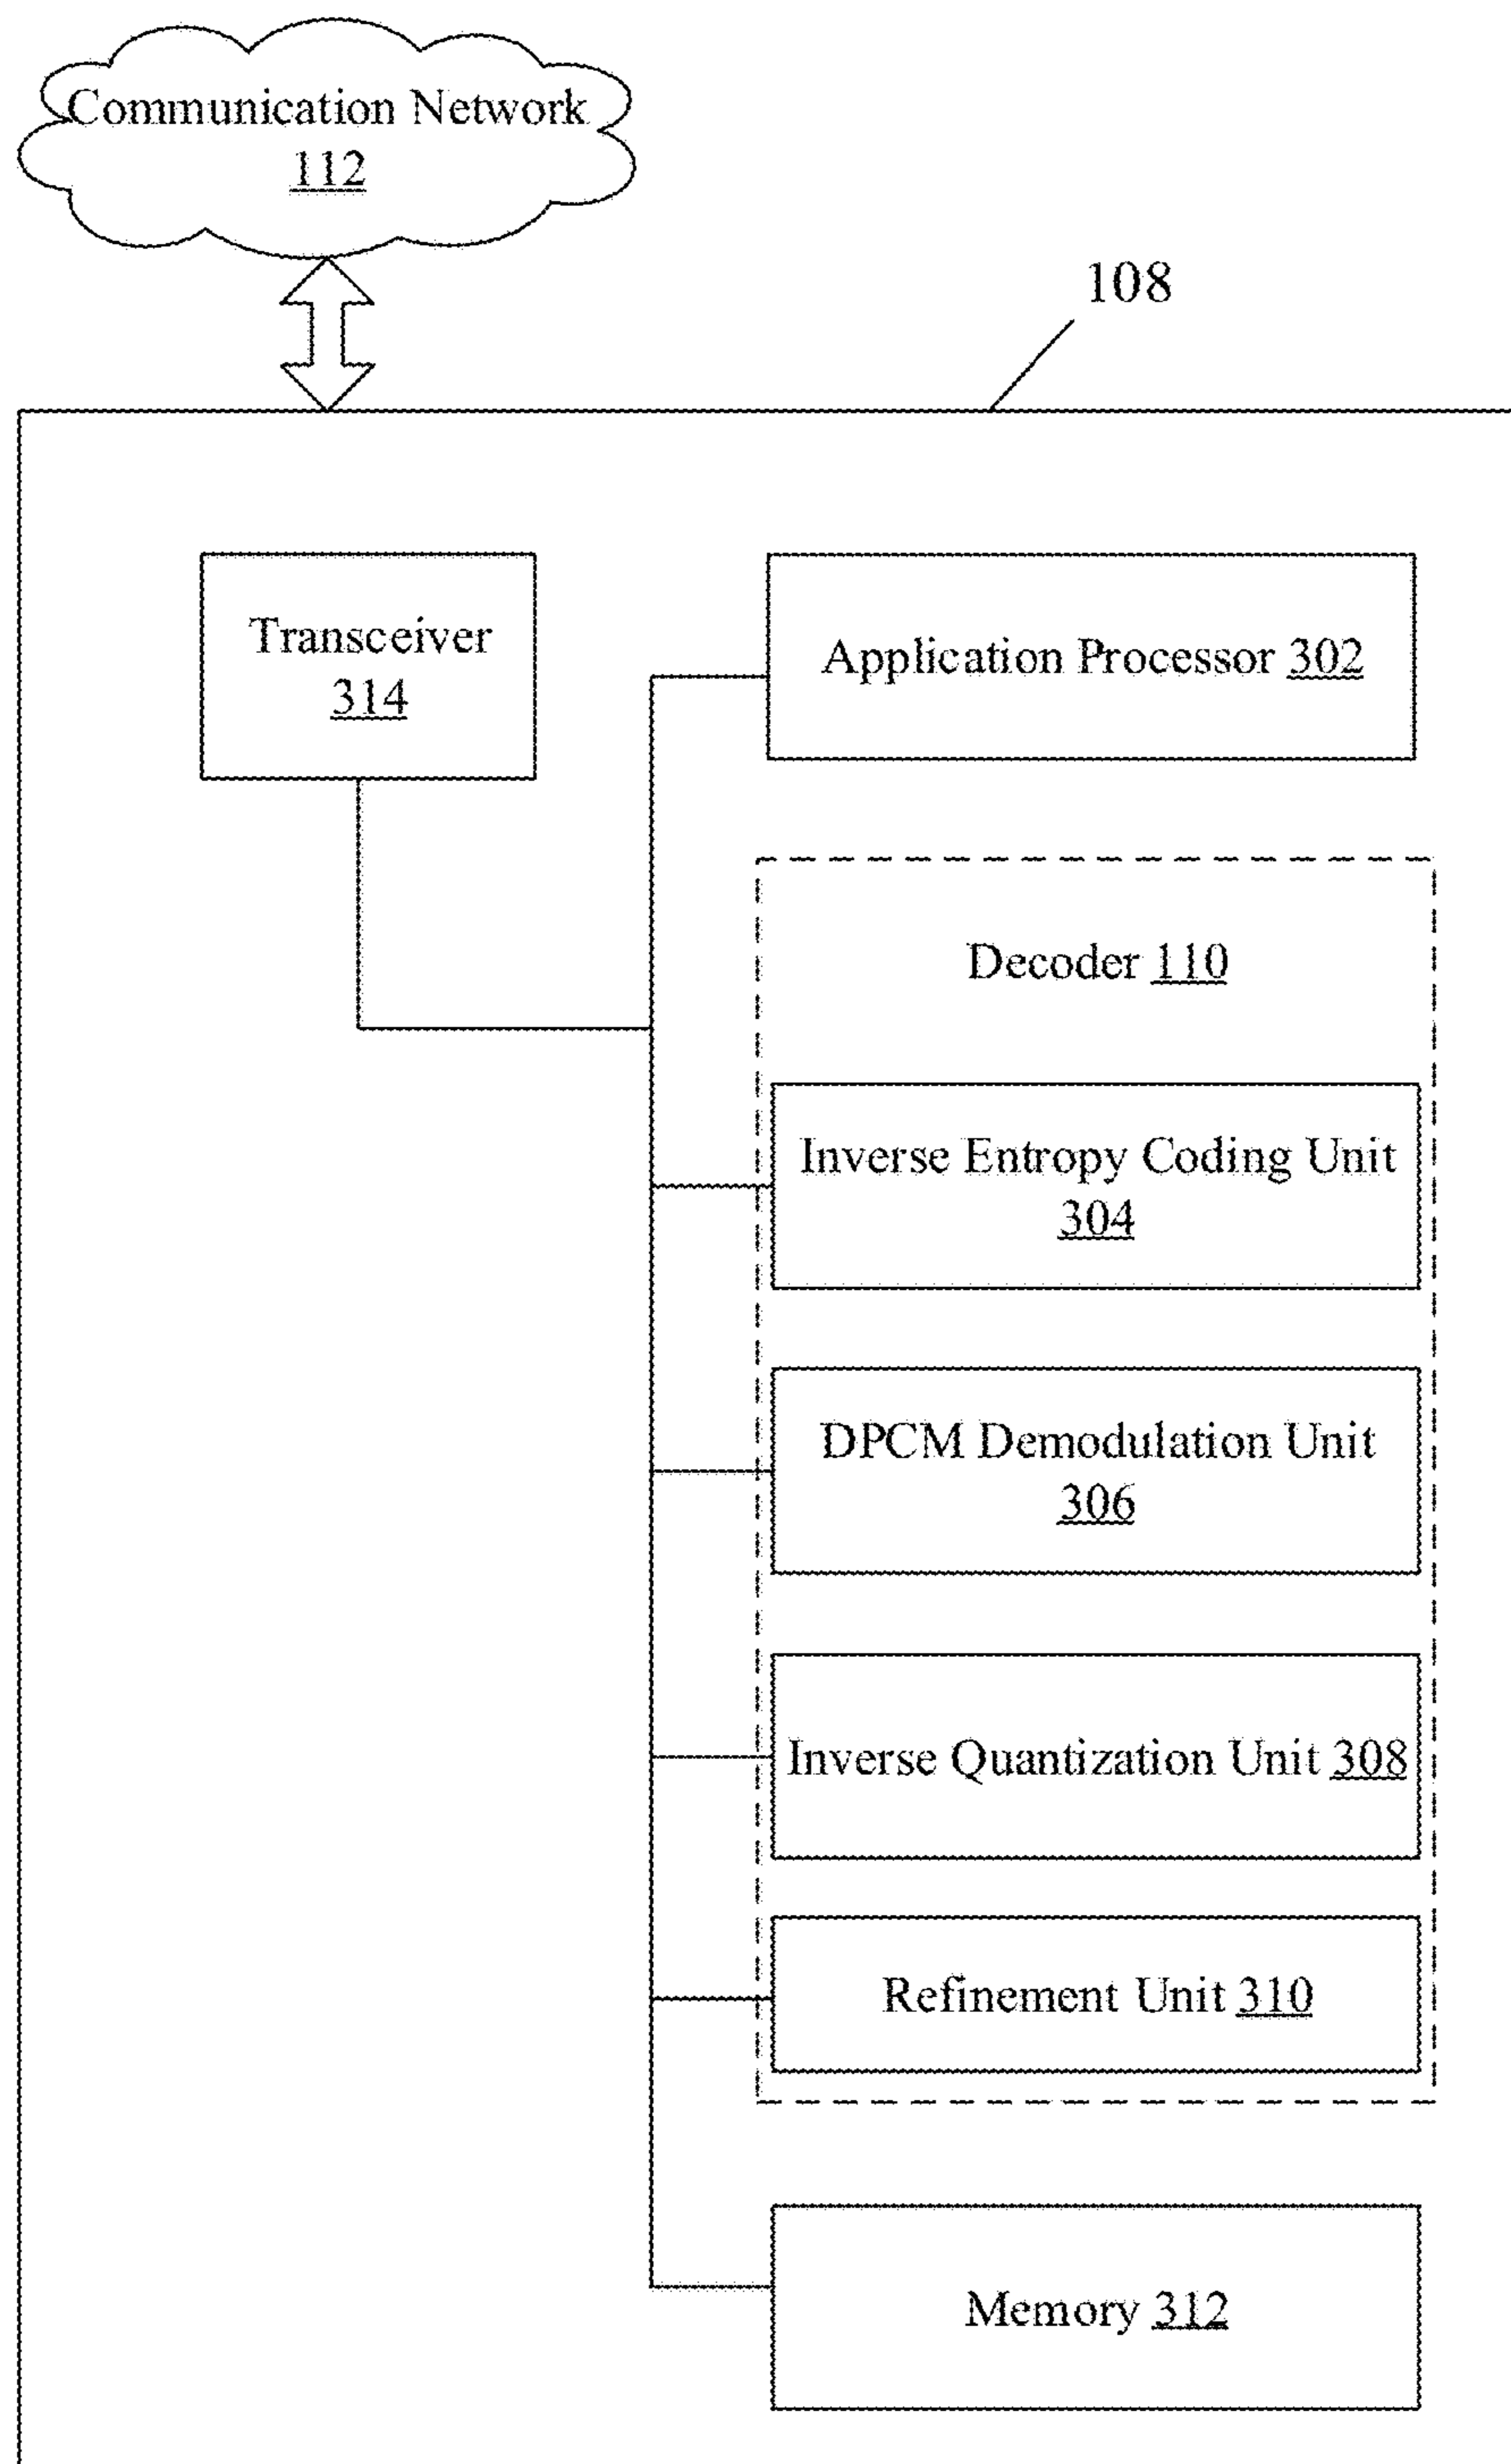 Communication Network
112
108
Transceiver
314
Application Processor 302
Decoder 110
Inverse Entropy Coding Unit
304
DPCM Demodulation Unit
306
Inverse Quantization Unit 308
Refinement Unit 310
Memory 312